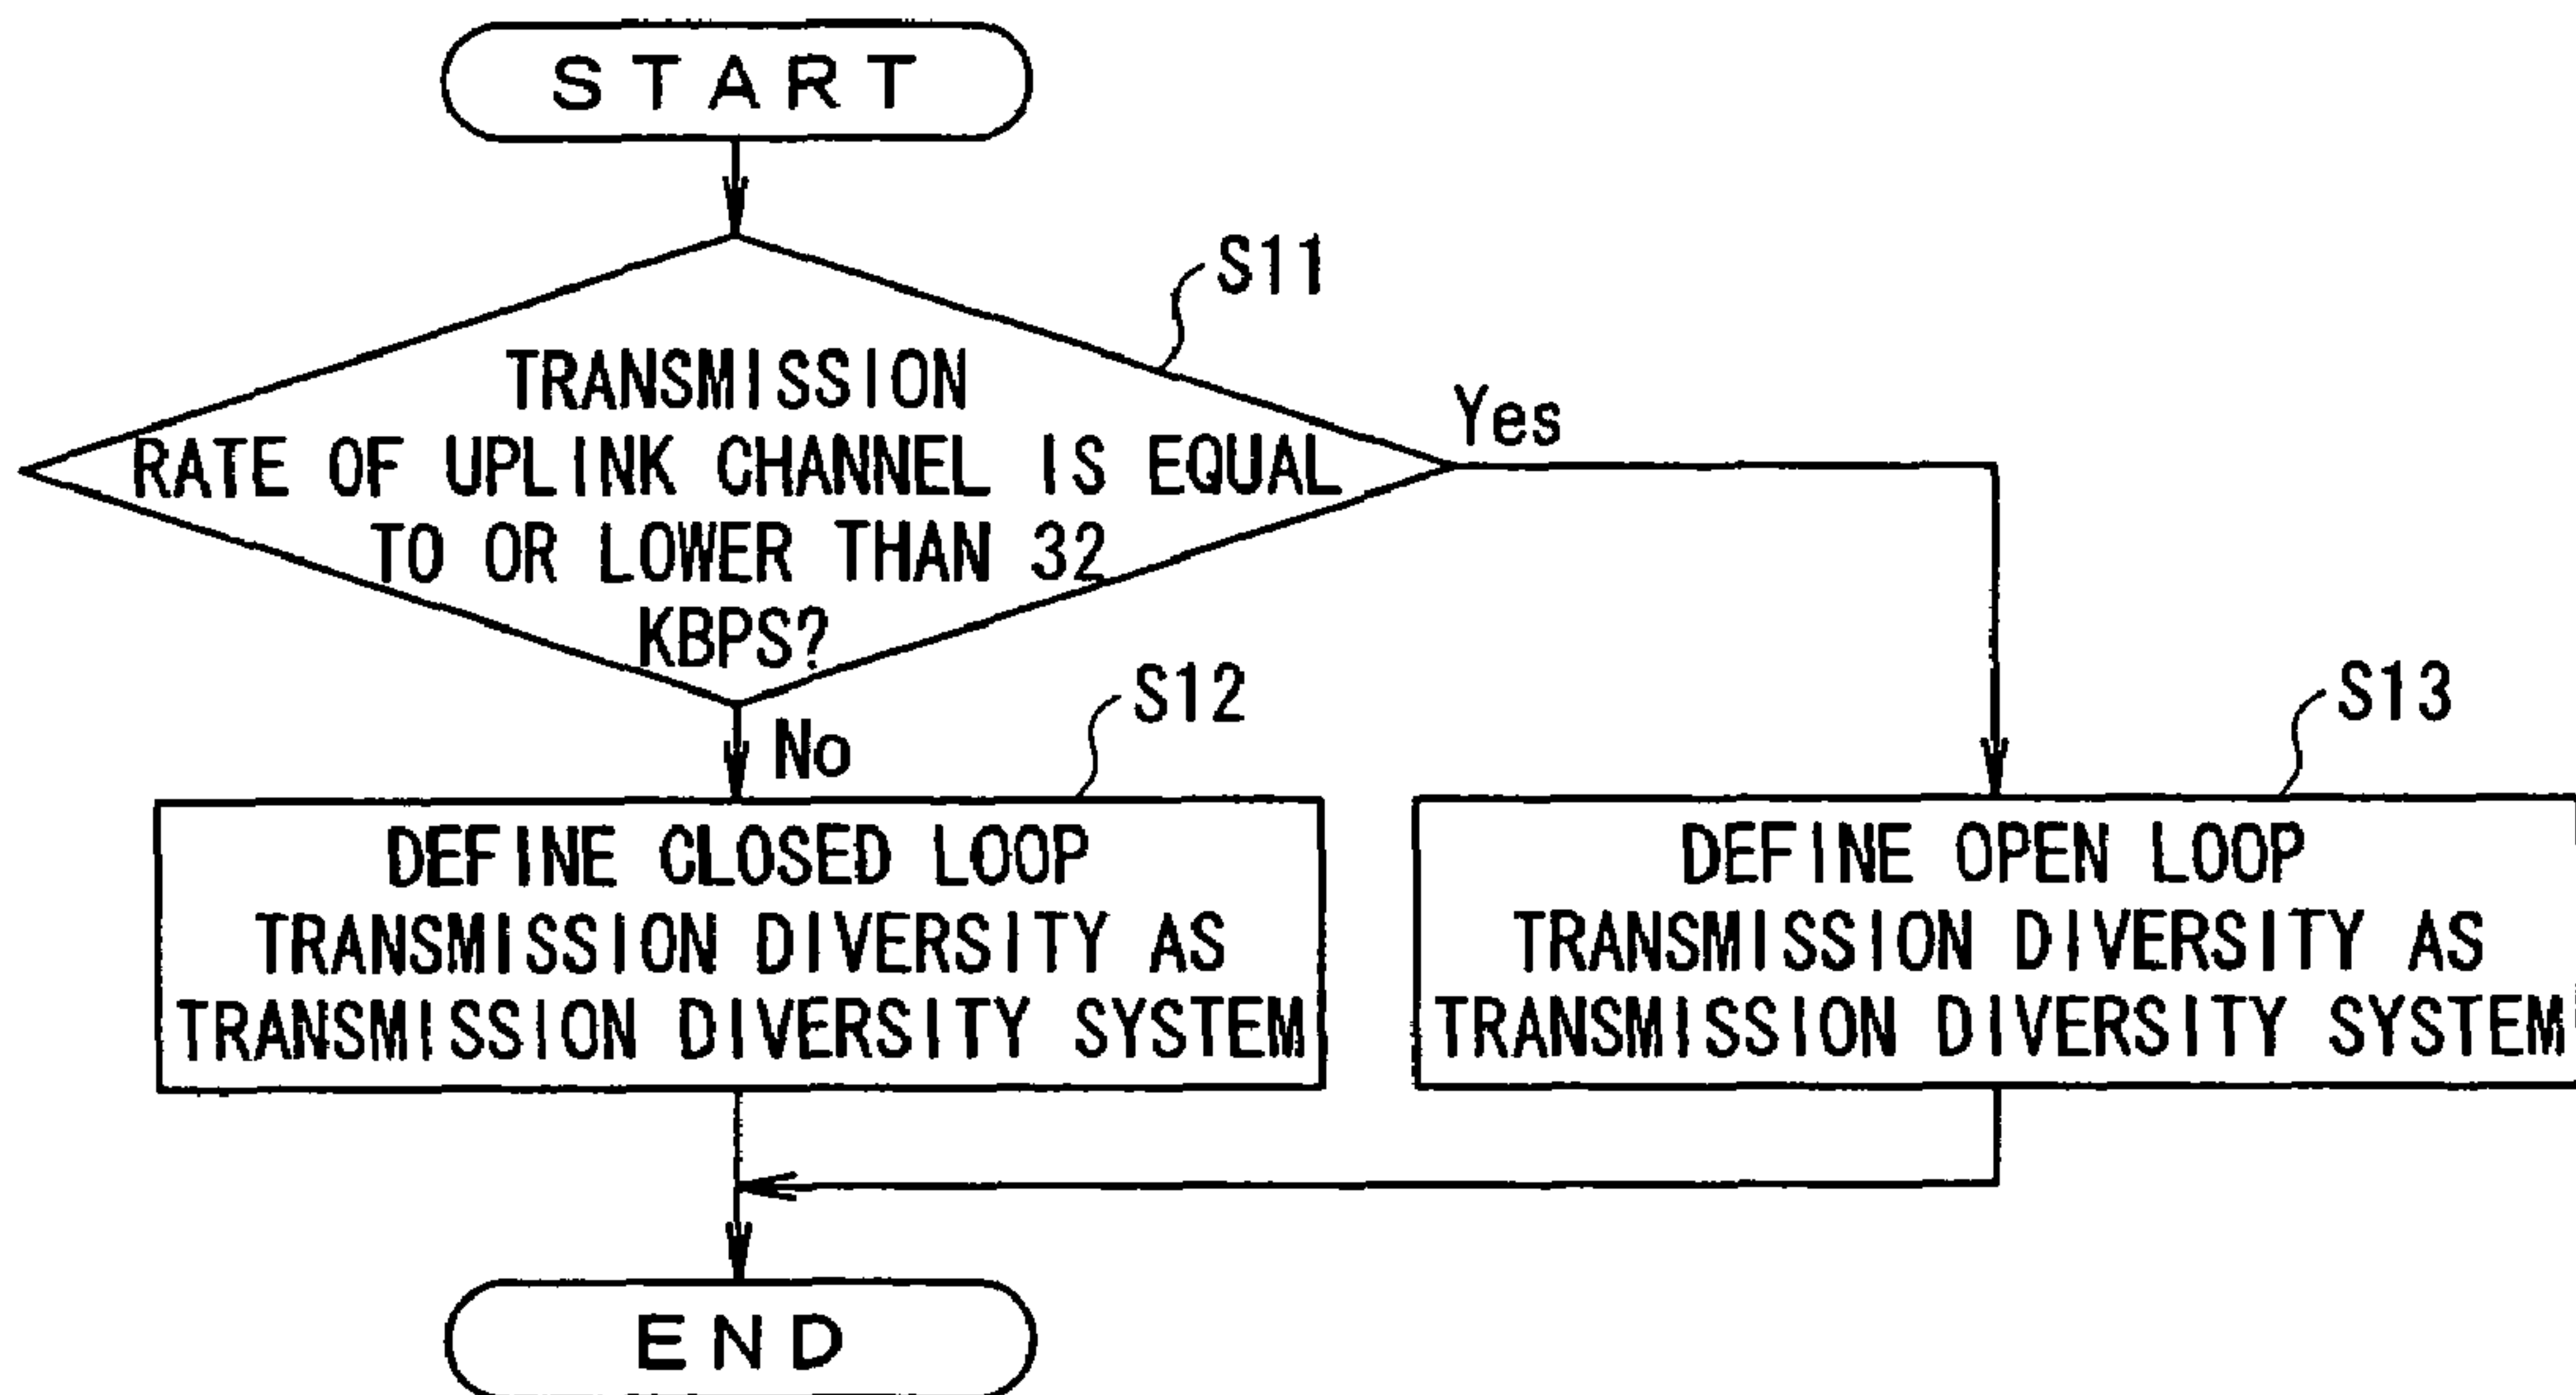 START
S11
TRANSMISSION
RATE OF UPLINK CHANNEL IS EQUAL
TO OR LOWER THAN 32
KBPS?
Yes
No
S12
DEFINE CLOSED LOOP
TRANSMISSION DIVERSITY AS
TRANSMISSION DIVERSITY SYSTEM
S13
DEFINE OPEN LOOP
TRANSMISSION DIVERSITY AS
TRANSMISSION DIVERSITY SYSTEM
END